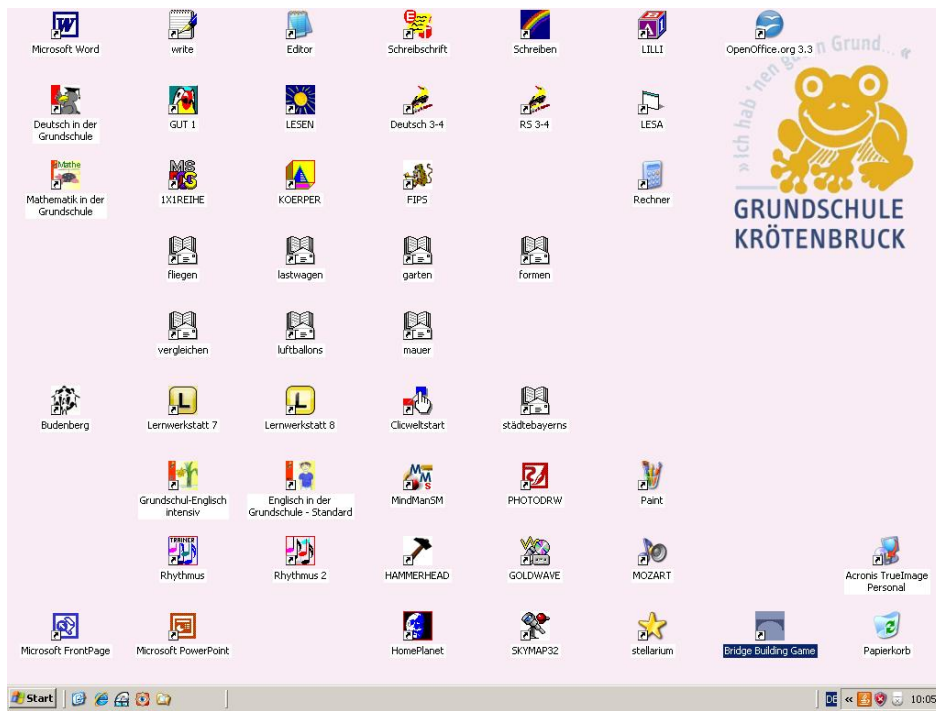 Microsoft Word
write
Editor
Schreibschrift
Schreiben
LILLI
OpenOffice.org 3.3
»Ich hab 'nen guten Grund... «
Deutsch in der
Grundschule
GUT 1
LESEN
Deutsch 3-4
RS 3-4
LESA
Mathe
Mathematik in der
Grundschule
1X1REIHE
KOERPER
FIPS
Rechner
GRUNDSCHULE
KRÖTENBRUCK
fliegen
lastwagen
garten
formen
vergleichen
luftballons
mauer
Budenberg
L
Lernwerkstatt 7
L
Lernwerkstatt 8
Clicweltstart
städtebayerns
Grundschul-Englisch
intensiv
Englisch in der
Grundschule - Standard
MindManSM
PHOTODRW
Paint
TRAINER
Rhythmus
Rhythmus 2
HAMMERHEAD
GOLDWAVE
MOZART
Acronis TrueImage
Personal
Microsoft FrontPage
Microsoft PowerPoint
HomePlanet
SKYMAP32
stellarium
Bridge Building Game
Papierkorb
Start
DE
«
10:05